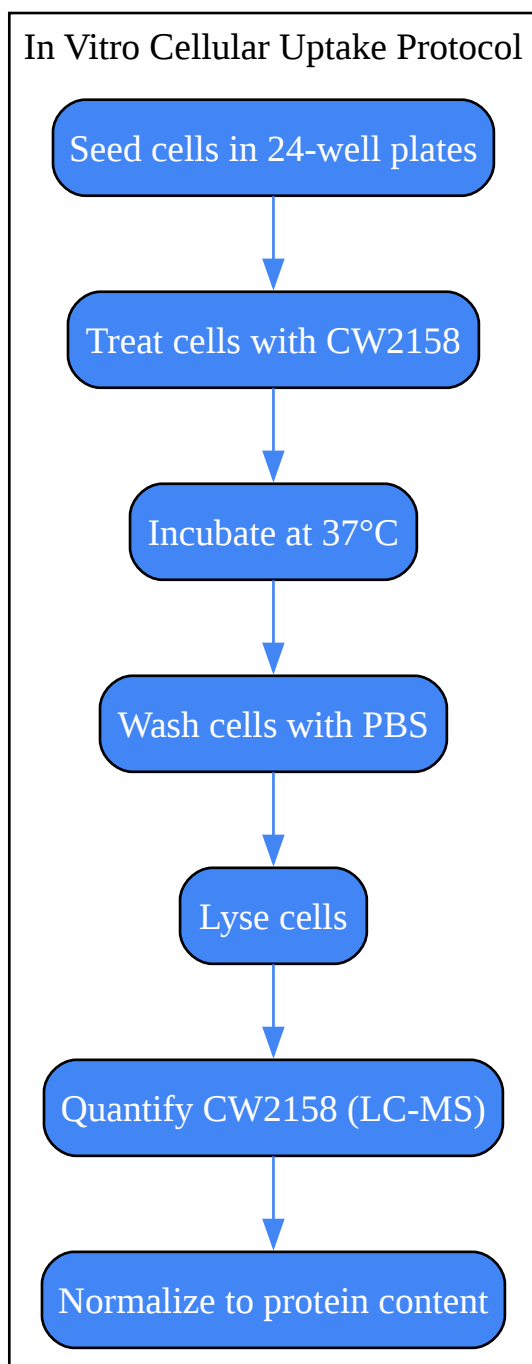 In Vitro Cellular Uptake Protocol
Seed cells in 24-well plates
Treat cells with CW2158
Incubate at 37°C
Wash cells with PBS
Lyse cells
Quantify CW2158 (LC-MS)
Normalize to protein content